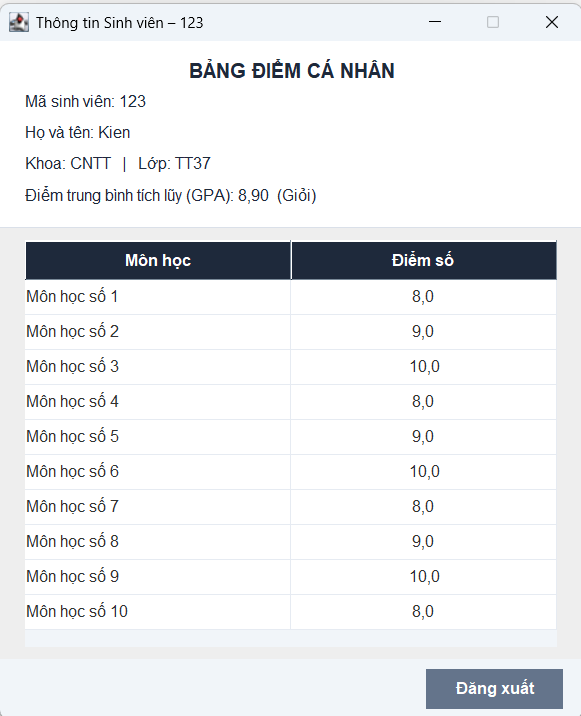 Thông tin Sinh viên – 123
BẢNG ĐIỂM CÁ NHÂN
Mã sinh viên: 123
Họ và tên: Kien
Khoa: CNTT | Lớp: TT37
Điểm trung bình tích lũy (GPA): 8,90 (Giỏi)
Môn học Điểm số
Môn học số 1 8,0
Môn học số 2 9,0
Môn học số 3 10,0
Môn học số 4 8,0
Môn học số 5 9,0
Môn học số 6 10,0
Môn học số 7 8,0
Môn học số 8 9,0
Môn học số 9 10,0
Môn học số 10 8,0
Đăng xuất